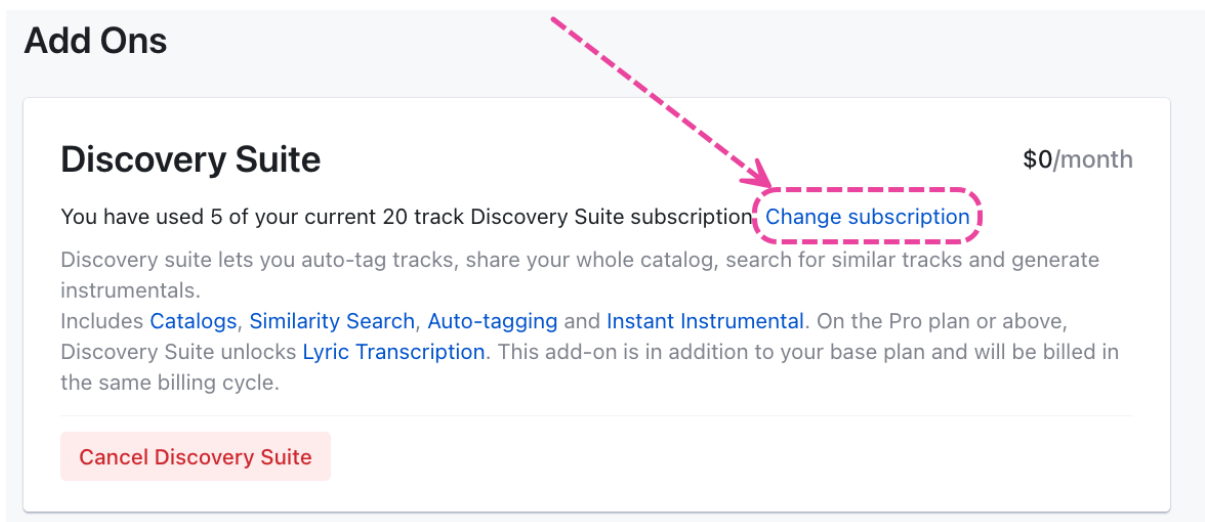 Add Ons
Discovery Suite
$0/month
You have used 5 of your current 20 track Discovery Suite subscription Change subscription
Discovery suite lets you auto-tag tracks, share your whole catalog, search for similar tracks and generate
instrumentals.
Includes Catalogs, Similarity Search, Auto-tagging and Instant Instrumental. On the Pro plan or above,
Discovery Suite unlocks Lyric Transcription. This add-on is in addition to your base plan and will be billed in
the same billing cycle.
Cancel Discovery Suite